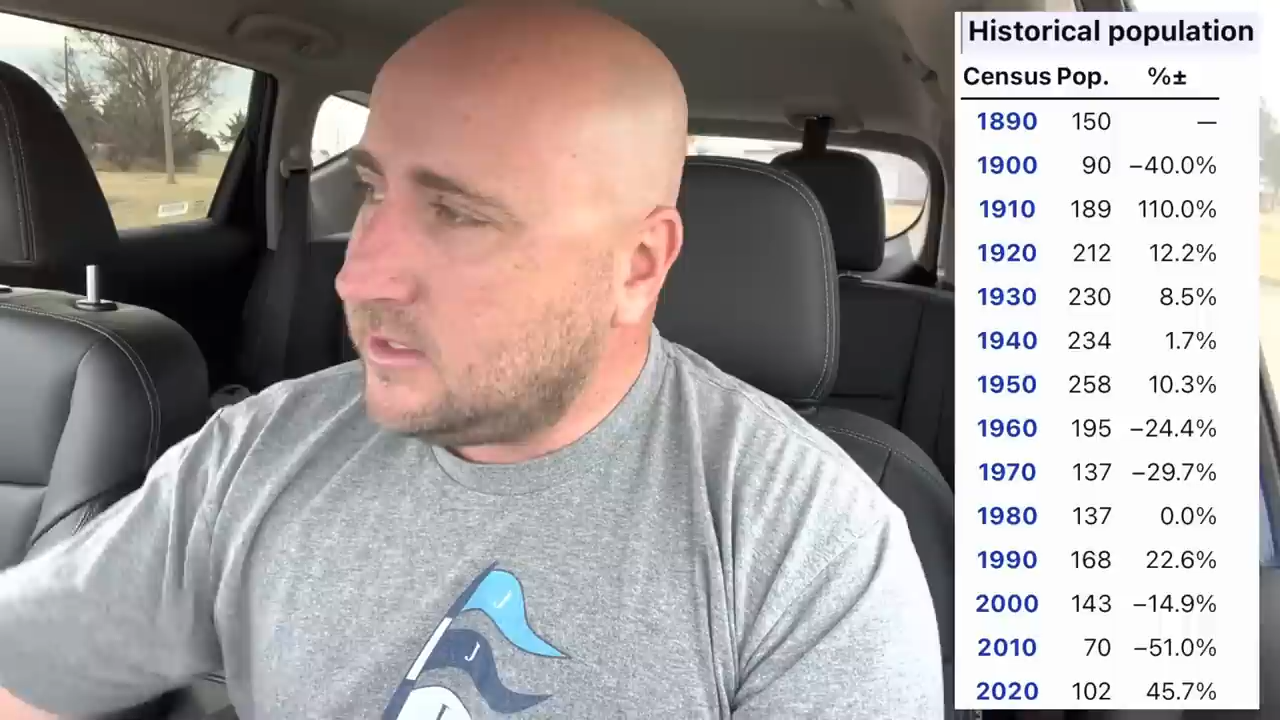 Historical population
Census Pop. %±
1890 150 —
1900 90 −40.0%
1910 189 110.0%
1920 212 12.2%
1930 230 8.5%
1940 234 1.7%
1950 258 10.3%
1960 195 −24.4%
1970 137 −29.7%
1980 137 0.0%
1990 168 22.6%
2000 143 −14.9%
2010 70 −51.0%
2020 102 45.7%
J